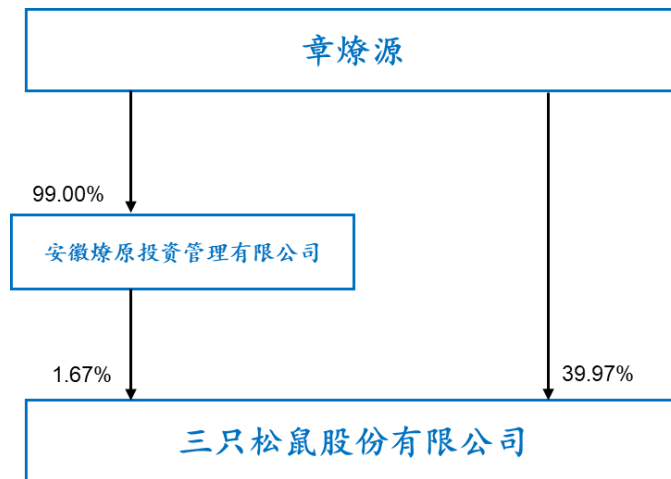 章燎源
99.00%
安徽燎原投资管理有限公司
1.67%
39.97%
三只松鼠股份有限公司